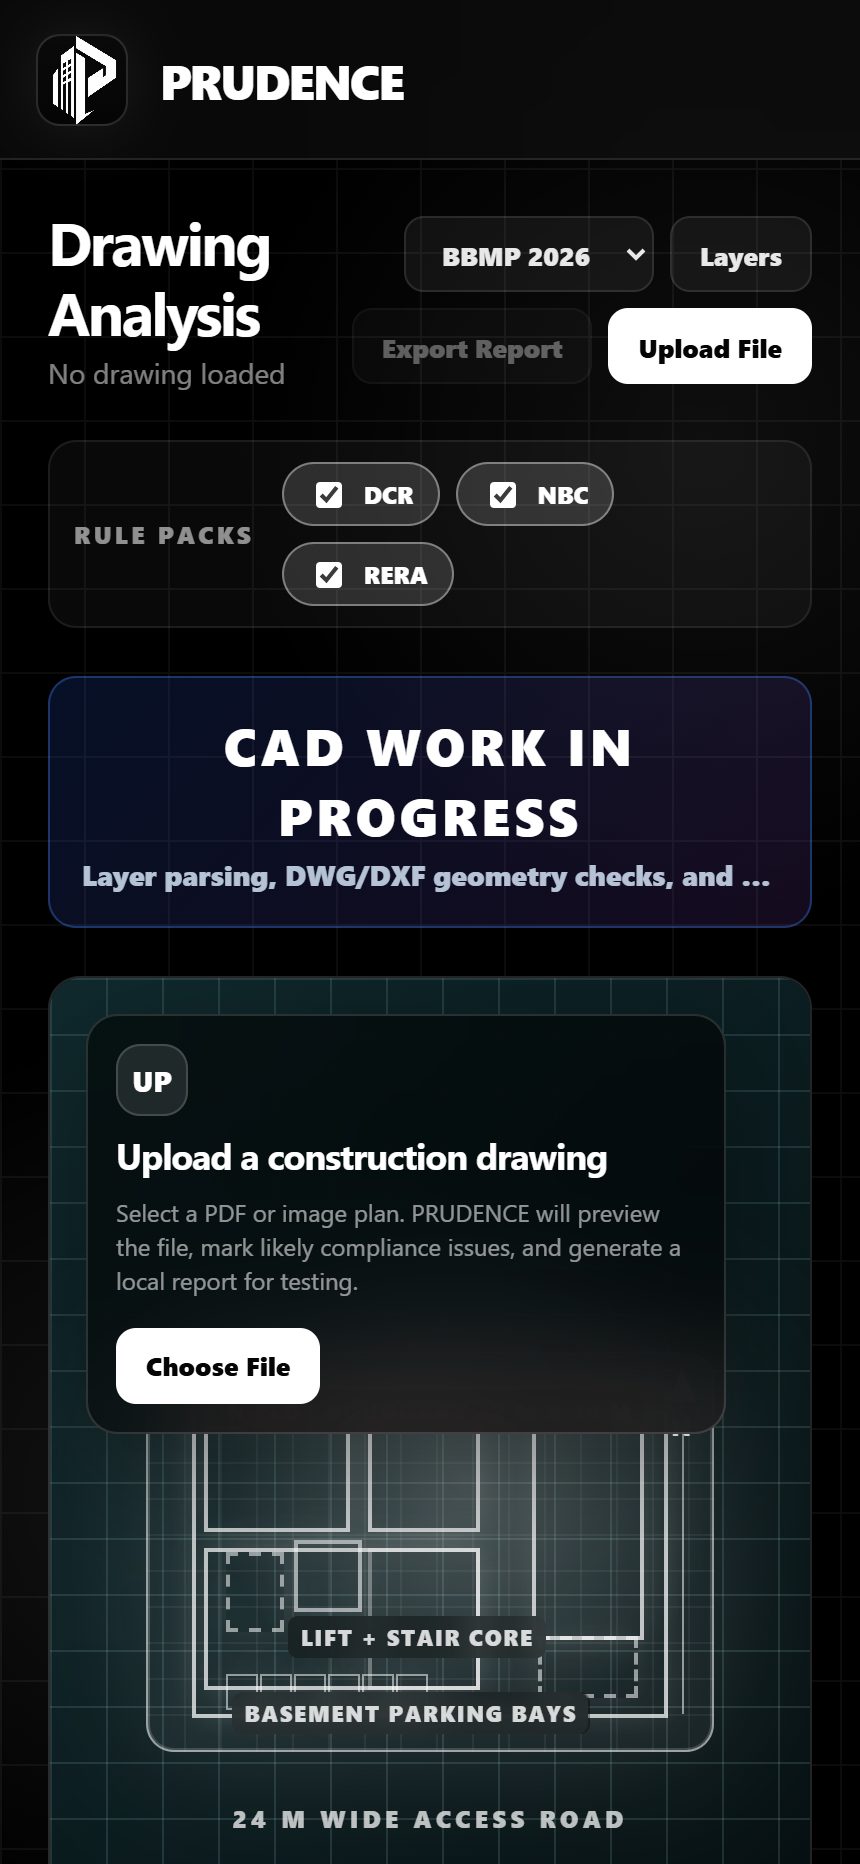 PRUDENCE
Drawing
Analysis
No drawing loaded
BBMP 2026
Layers
Export Report
Upload File
RULE PACKS
DCR
NBC
RERA
CAD WORK IN
PROGRESS
Layer parsing, DWG/DXF geometry checks, and ...
UP
Upload a construction drawing
Select a PDF or image plan. PRUDENCE will preview
the file, mark likely compliance issues, and generate a
local report for testing.
Choose File
LIFT + STAIR CORE
BASEMENT PARKING BAYS
24 M WIDE ACCESS ROAD